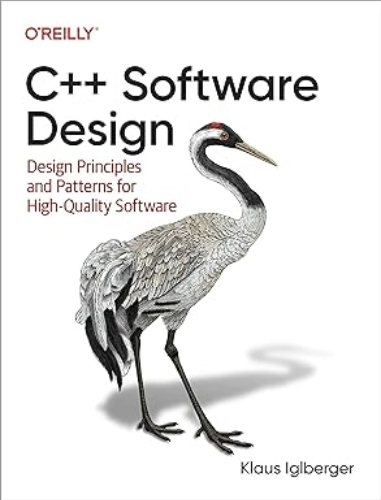 O'REILLY®
C++ Software
Design
Design Principles
and Patterns for
High-Quality Software
Klaus Iglberger